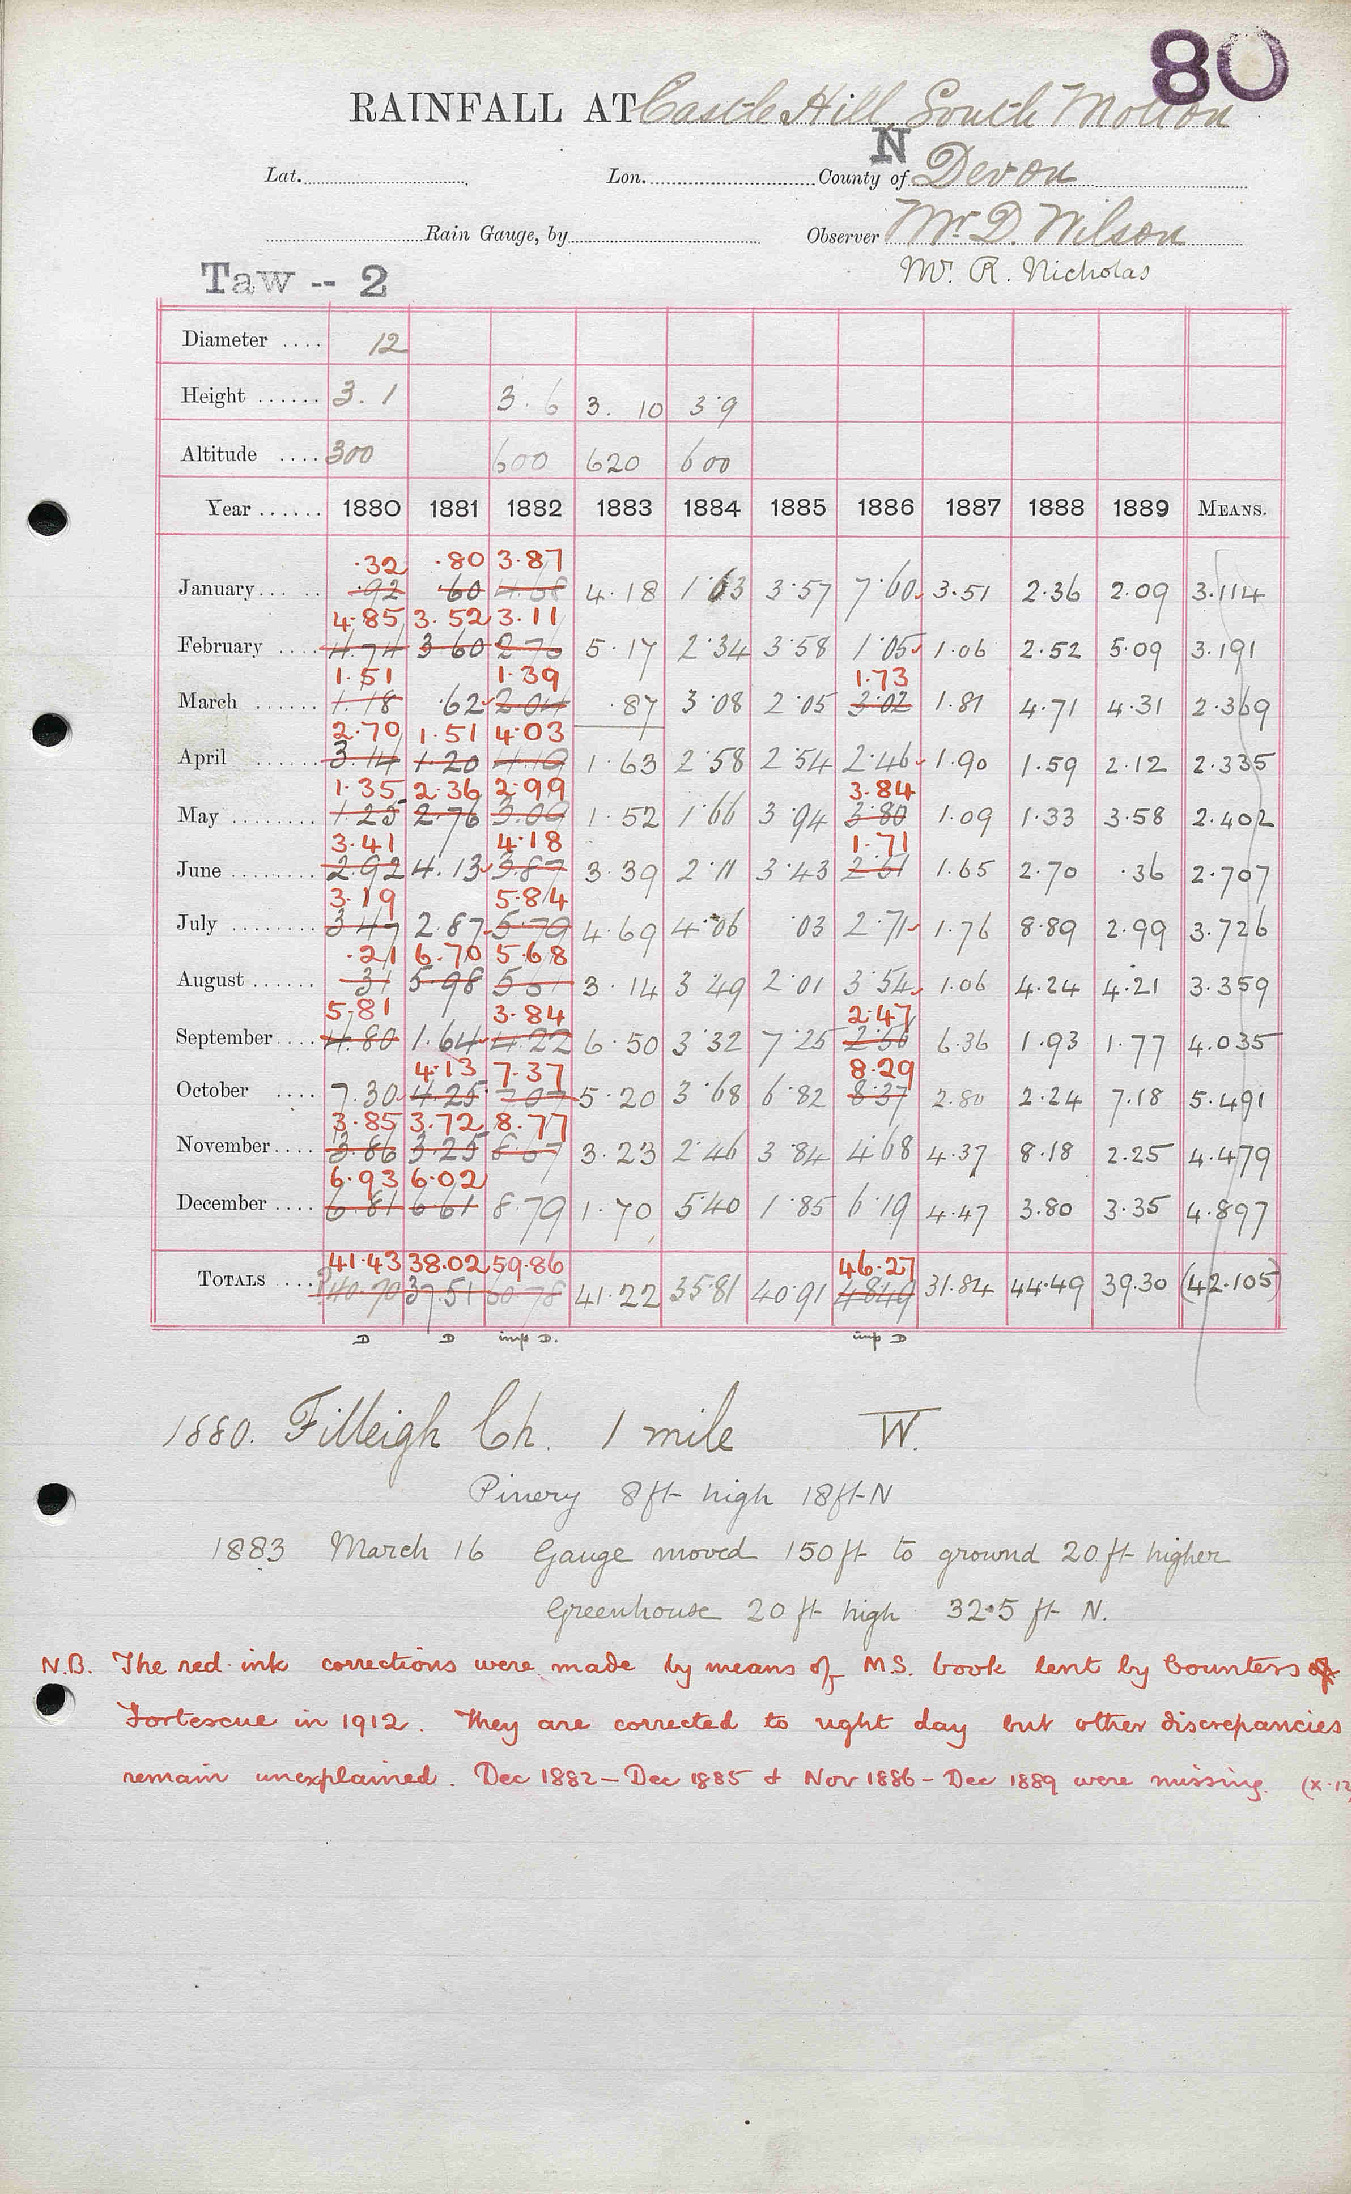 80
RAINFALL AT Castle Hill, South Molton
N
Lat. Lon. County of Devon
Rain Gauge, by Observer Mr D. Wilson
Mr. R. Nicholas
Taw -- 2
Diameter .... 12
Height ...... 3. 1 3. 6 3. 10 3.9
Altitude .... 300 600 620 600
Year ...... 1880 1881 1882 1883 1884 1885 1886 1887 1888 1889 MEANS.
.32 .80 3.87
January .92 .60 4.68 4.18 1.63 3.57 7.60 3.51 2.36 2.09 3.114
4.85 3.52 3.11
February 4.74 3.60 2.76 5.17 2.34 3.58 1.05 1.06 2.52 5.09 3.191
1.51 1.39 1.73
March 1.18 .62 2.04 .87 3.08 2.05 3.02 1.81 4.71 4.31 2.369
2.70 1.51 4.03
April 3.14 1.20 4.19 1.63 2.58 2.54 2.46 1.90 1.59 2.12 2.335
1.35 2.36 2.99 3.84
May 1.25 2.76 3.09 1.52 1.66 3.94 3.80 1.09 1.33 3.58 2.402
3.41 4.18 1.71
June 2.92 4.13 3.87 3.39 2.11 3.43 2.51 1.65 2.70 .36 2.707
3.19 5.84
July 3.47 2.87 5.79 4.69 4.06 03 2.71 1.76 8.89 2.99 3.726
.21 6.70 5.68
August .31 5.98 5.61 3.14 3.49 2.01 3.54 1.06 4.24 4.21 3.359
5.81 3.84 2.47
September 4.80 1.64 4.22 6.50 3.32 7.25 2.56 6.36 1.93 1.77 4.035
4.13 7.37 8.29
October 7.30 4.25 7.07 5.20 3.68 6.82 8.37 2.80 2.24 7.18 5.491
3.85 3.72 8.77
November 3.86 3.25 8.67 3.23 2.46 3.84 4.68 4.37 8.18 2.25 4.479
6.93 6.02
December 6.81 6.61 8.79 1.70 5.40 1.85 6.19 4.47 3.80 3.35 4.897
41.43 38.02 59.86 46.27
TOTALS ? 40.70 37.51 60.78 41.22 35.81 40.91 48.49 31.84 44.49 39.30 (42.105)
D D imp D. imp D
1880. Filleigh Ch. 1 mile W.
Pinery 8 ft high 18 ft N
1883 March 16 Gauge moved 150 ft to ground 20 ft higher
Greenhouse 20 ft high 32.5 ft N.
N.B. The red ink corrections were made by means of M.S. book lent by Countess of
Fortescue in 1912. They are corrected to right day but other discrepancies
remain unexplained. Dec 1882 – Dec 1885 & Nov 1886 – Dec 1889 were missing. (X.12)